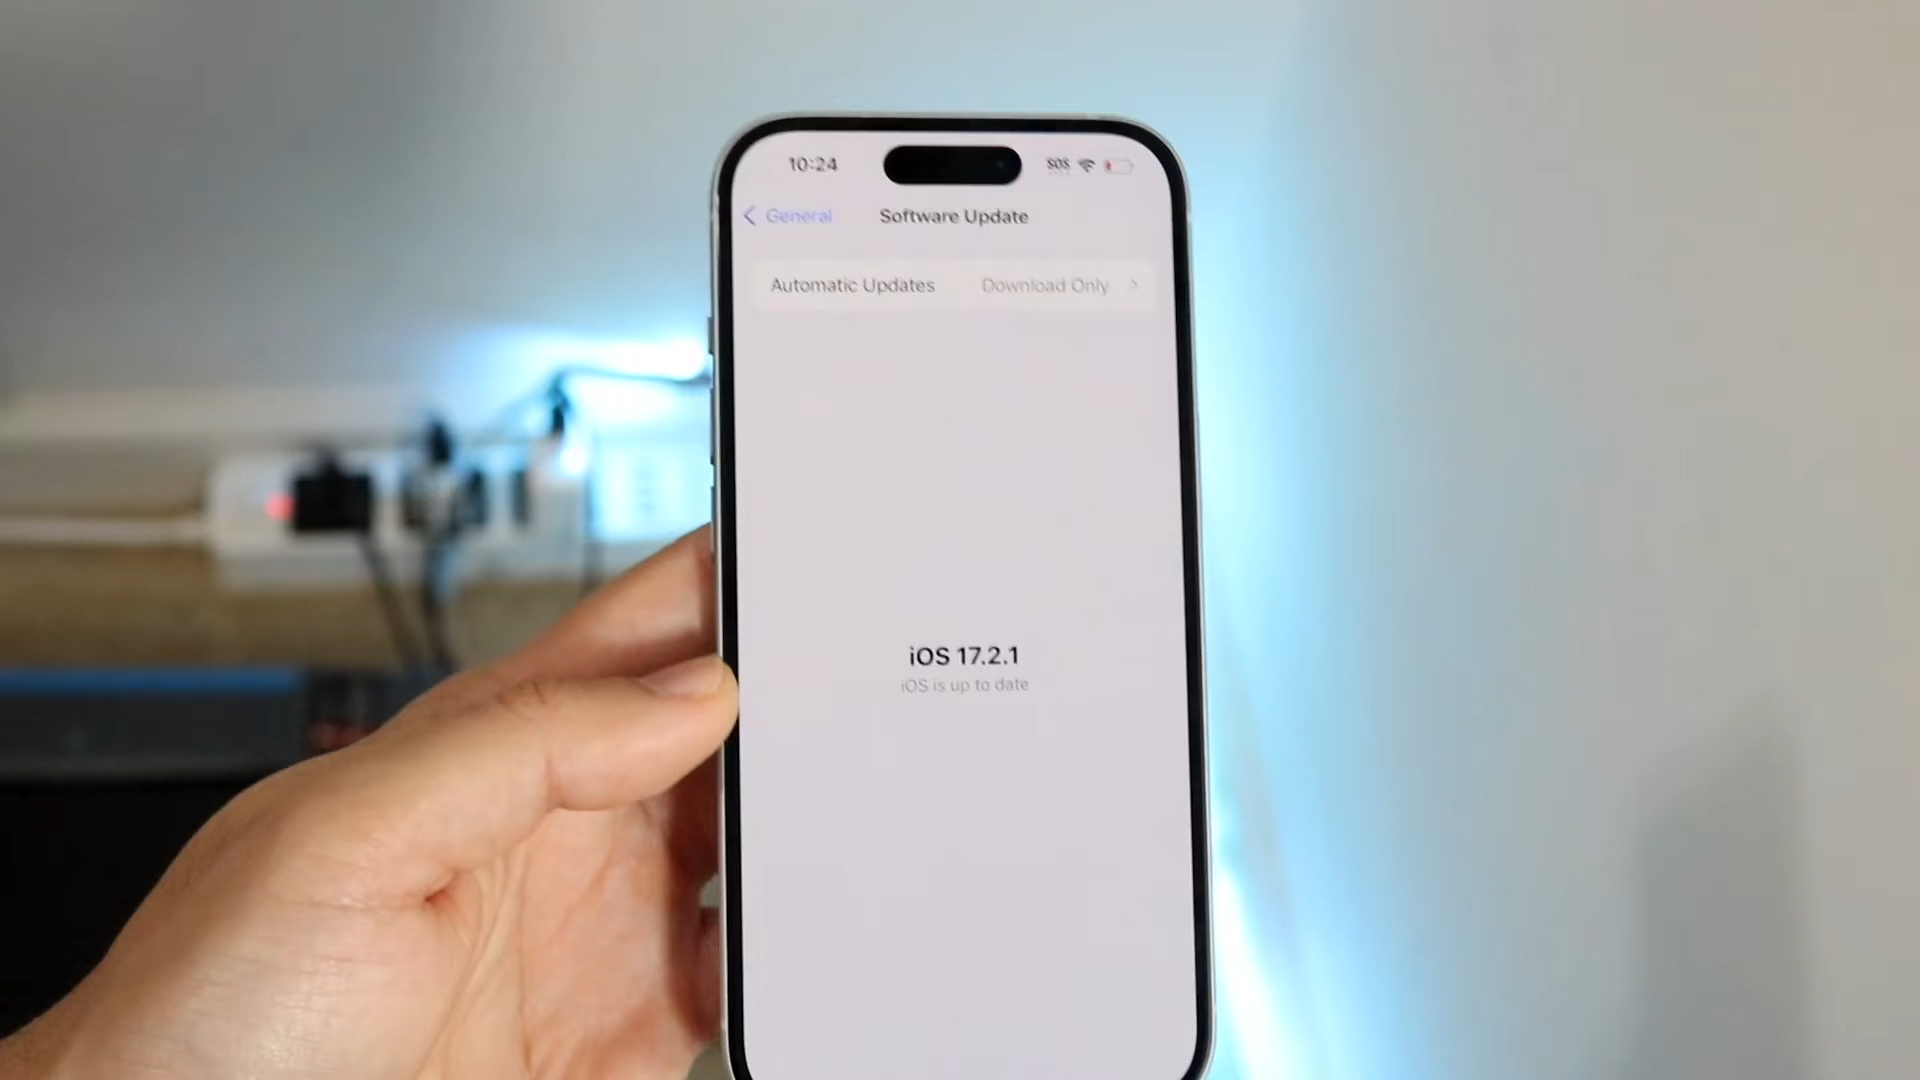 10:24 SOS
General Software Update
Automatic Updates Download Only
iOS 17.2.1
iOS is up to date